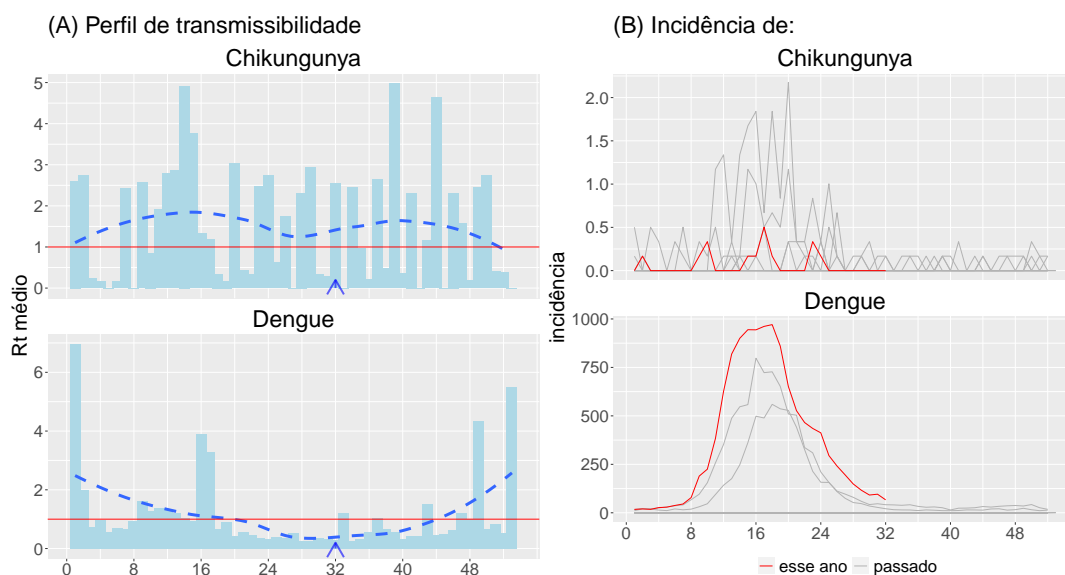 (A) Perfil de transmissibilidade
Chikungunya
5
4
3
2
1
0
Dengue
6
4
2
0
0 8 16 24 32 40 48
Rt médio
(B) Incidência de:
Chikungunya
2.0
1.5
1.0
0.5
0.0
Dengue
1000
750
500
250
0
0 8 16 24 32 40 48
incidência
esse ano passado